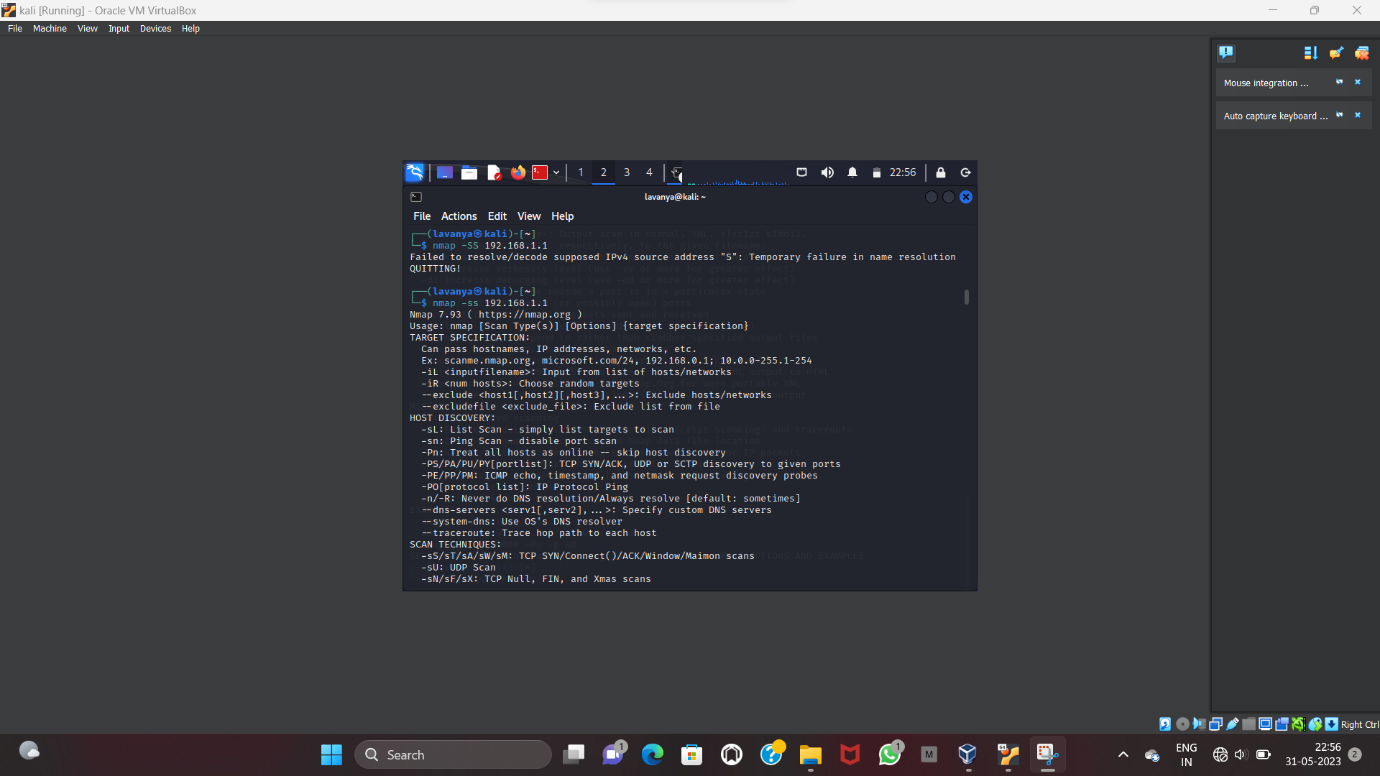 kali [Running] - Oracle VM VirtualBox
File Machine View Input Devices Help
Mouse integration ...
Auto capture keyboard ...
1 2 3 4 22:56
lavanya@kali: ~
File Actions Edit View Help
┌──(lavanya㉿kali)-[~]
└─$ nmap -SS 192.168.1.1
Failed to resolve/decode supposed IPv4 source address "S": Temporary failure in name resolution
QUITTING!
┌──(lavanya㉿kali)-[~]
└─$ nmap -ss 192.168.1.1
Nmap 7.93 ( https://nmap.org )
Usage: nmap [Scan Type(s)] [Options] {target specification}
TARGET SPECIFICATION:
Can pass hostnames, IP addresses, networks, etc.
Ex: scanme.nmap.org, microsoft.com/24, 192.168.0.1; 10.0.0-255.1-254
-iL <inputfilename>: Input from list of hosts/networks
-iR <num hosts>: Choose random targets
--exclude <host1[,host2][,host3],...>: Exclude hosts/networks
--excludefile <exclude_file>: Exclude list from file
HOST DISCOVERY:
-sL: List Scan - simply list targets to scan
-sn: Ping Scan - disable port scan
-Pn: Treat all hosts as online -- skip host discovery
-PS/PA/PU/PY[portlist]: TCP SYN/ACK, UDP or SCTP discovery to given ports
-PE/PP/PM: ICMP echo, timestamp, and netmask request discovery probes
-PO[protocol list]: IP Protocol Ping
-n/-R: Never do DNS resolution/Always resolve [default: sometimes]
--dns-servers <serv1[,serv2],...>: Specify custom DNS servers
--system-dns: Use OS's DNS resolver
--traceroute: Trace hop path to each host
SCAN TECHNIQUES:
-sS/sT/sA/sW/sM: TCP SYN/Connect()/ACK/Window/Maimon scans
-sU: UDP Scan
-sN/sF/sX: TCP Null, FIN, and Xmas scans
Right Ctrl
Search
1
1
M
ENG
IN
22:56
31-05-2023
2